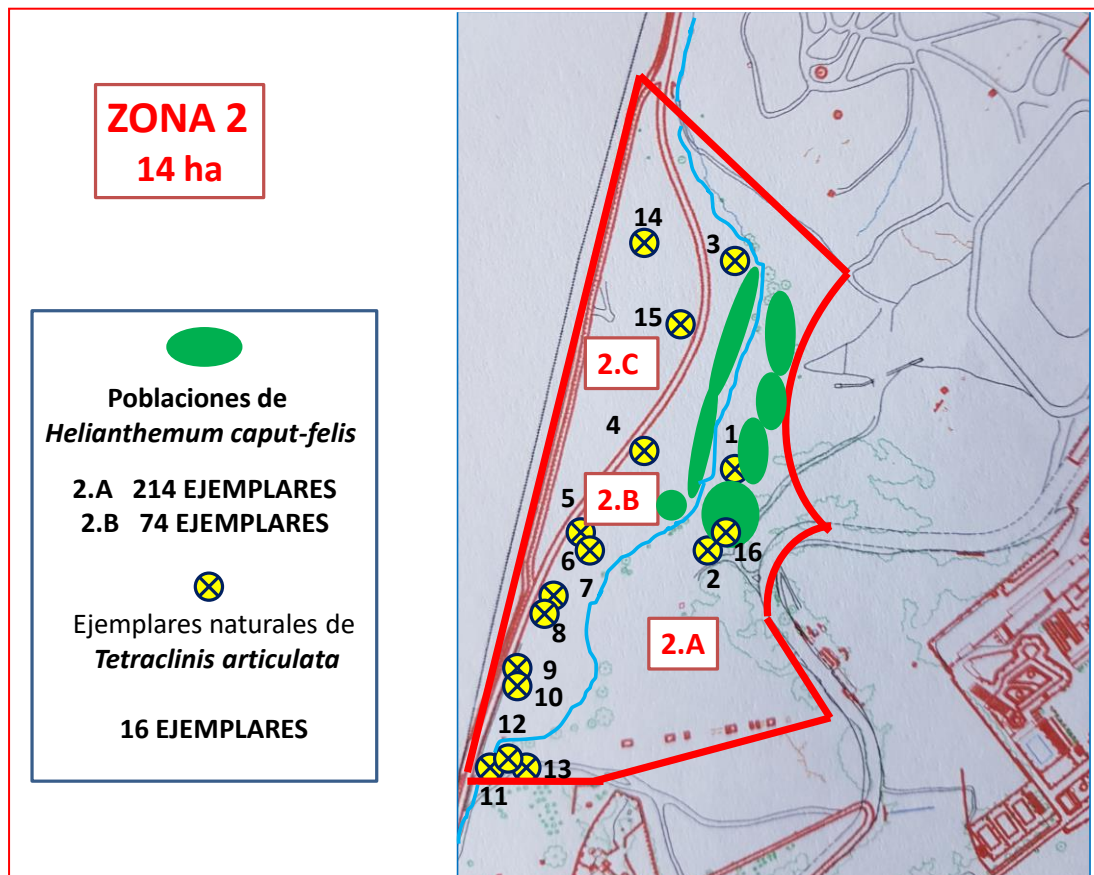 ZONA 2
14 ha
Poblaciones de
Helianthemum caput-felis
2.A 214 EJEMPLARES
2.B 74 EJEMPLARES
Ejemplares naturales de
Tetraclinis articulata
16 EJEMPLARES
14
3
15
2.C
4
1
2.B
5
6
16
2
7
8
2.A
9
10
12
13
11